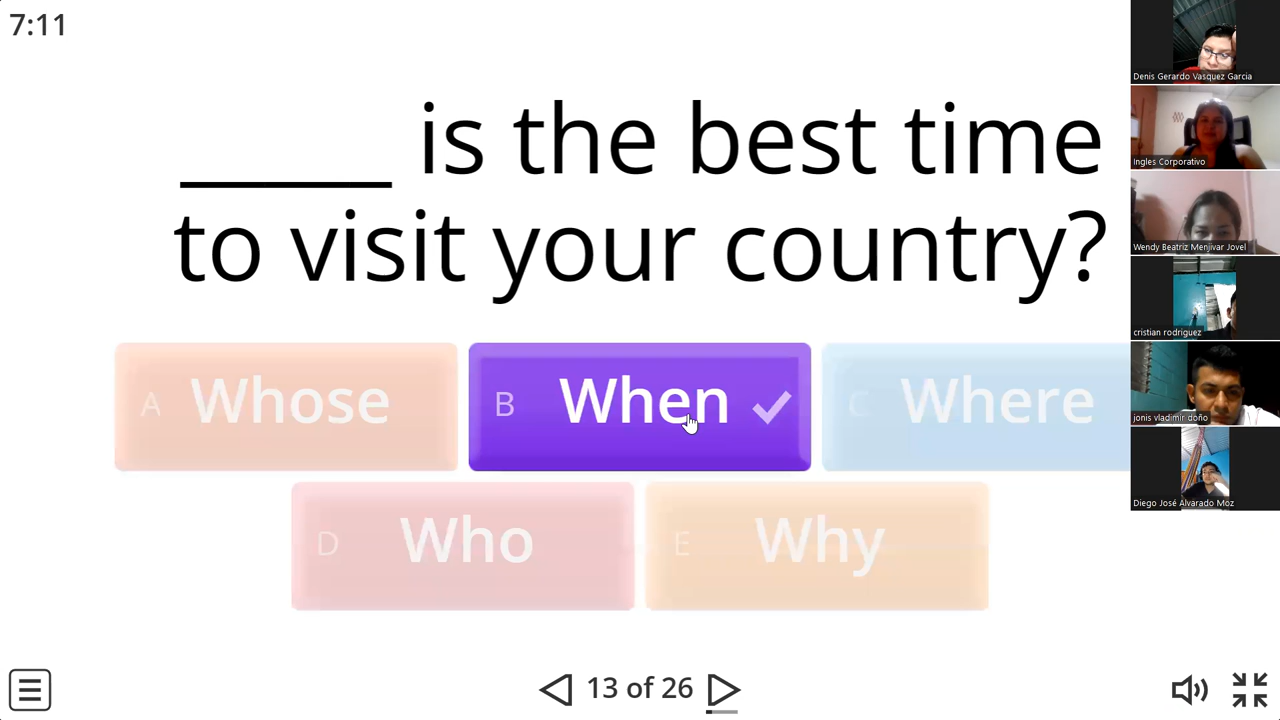 7:11
______ is the best time
to visit your country?
A Whose
B When
C Where
D Who
E Why
13 of 26
Denis Gerardo Vasquez Garcia
Ingles Corporativo
Wendy Beatriz Menjivar Jovel
cristian rodriguez
jonis vladimir doño
Diego José Alvarado Moz